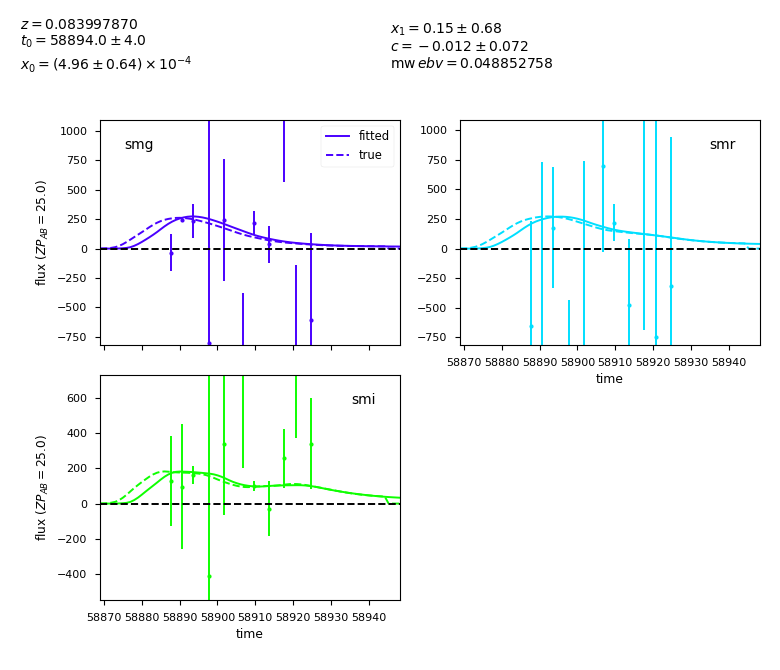 z = 0.083997870
t₀ = 58894.0 ± 4.0
x₀ = (4.96 ± 0.64) × 10⁻⁴
x₁ = 0.15 ± 0.68
c = −0.012 ± 0.072
mw ebv = 0.048852758
smg
fitted
true
1000
750
500
250
0
−250
−500
−750
flux (ZP_AB = 25.0)
smr
1000
750
500
250
0
−250
−500
−750
58870 58880 58890 58900 58910 58920 58930 58940
time
smi
600
400
200
0
−200
−400
flux (ZP_AB = 25.0)
58870 58880 58890 58900 58910 58920 58930 58940
time